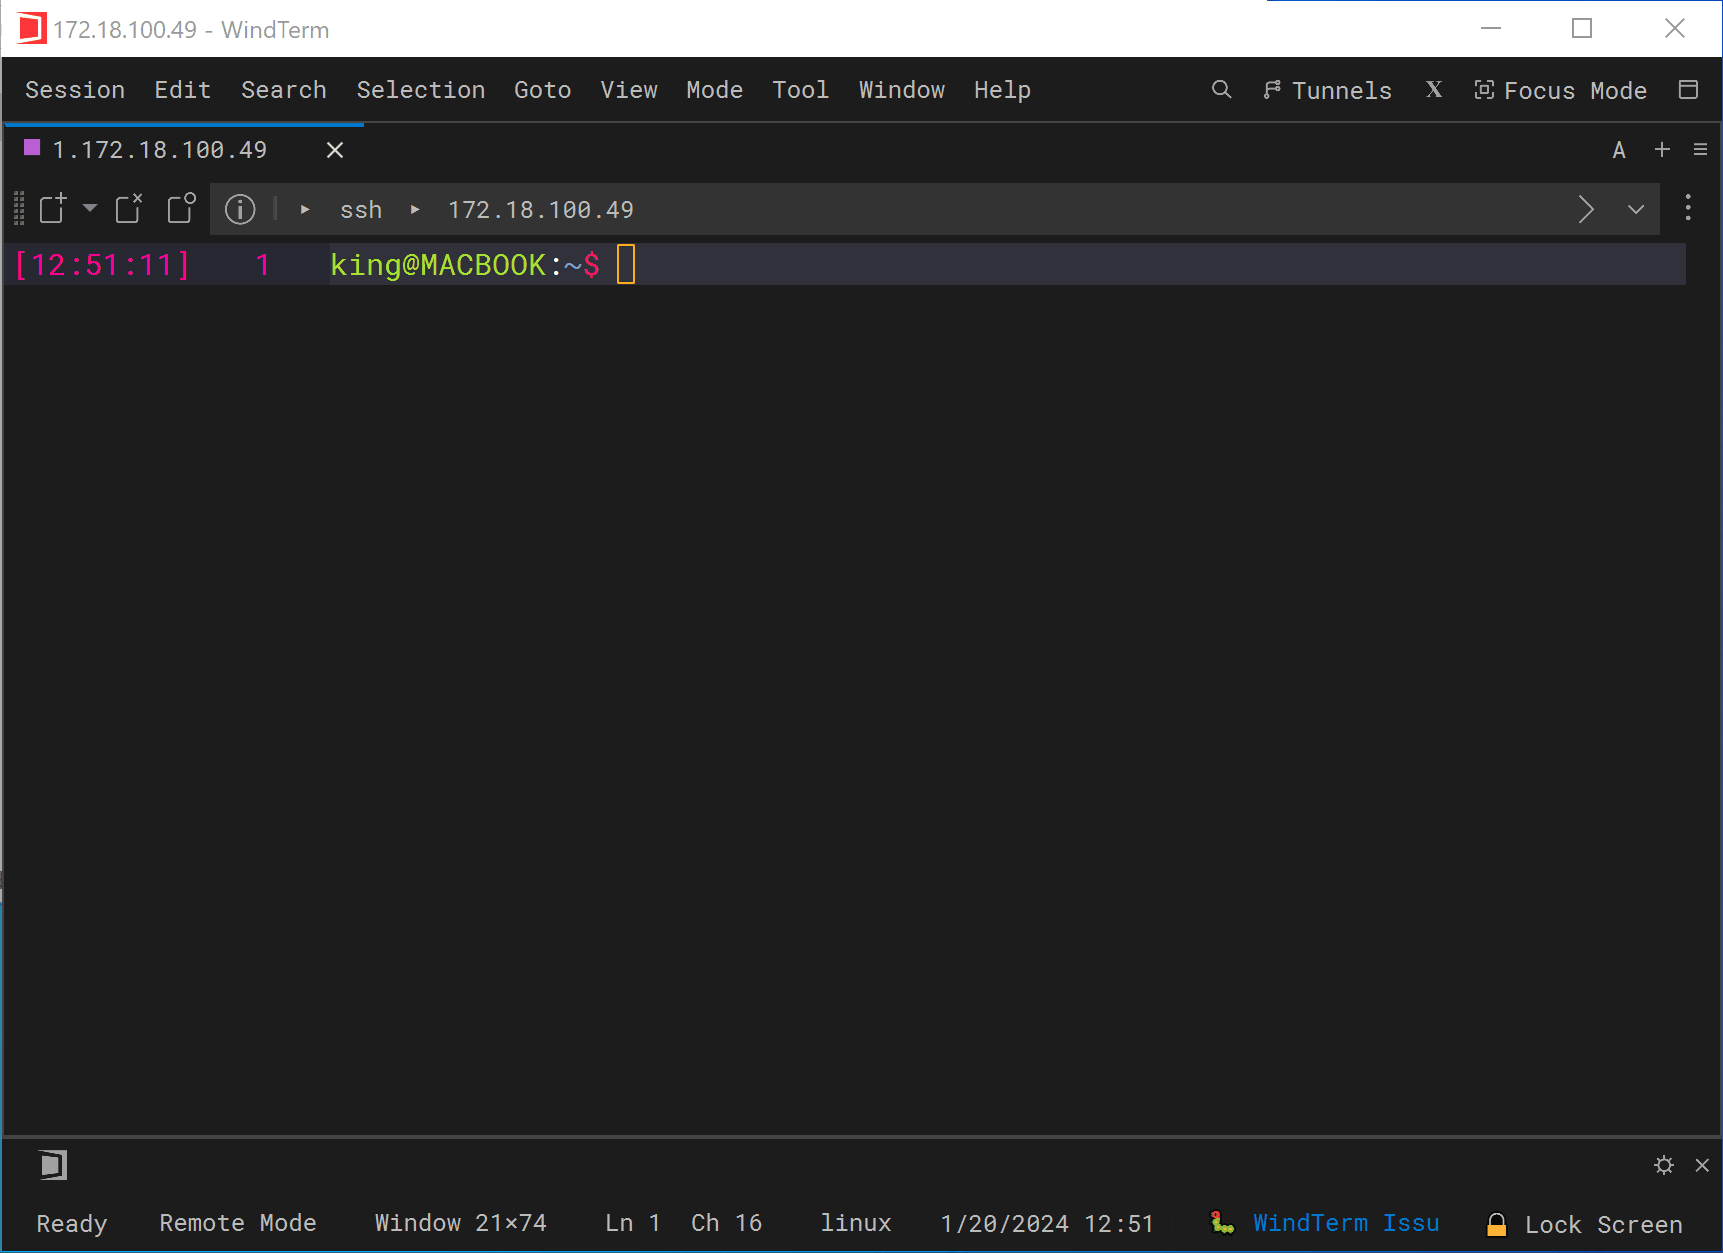 172.18.100.49 - WindTerm
Session Edit Search Selection Goto View Mode Tool Window Help Tunnels X Focus Mode
1.172.18.100.49 A
ssh 172.18.100.49
[12:51:11] 1 king@MACBOOK:~$
Ready Remote Mode Window 21×74 Ln 1 Ch 16 linux 1/20/2024 12:51 WindTerm Issu Lock Screen